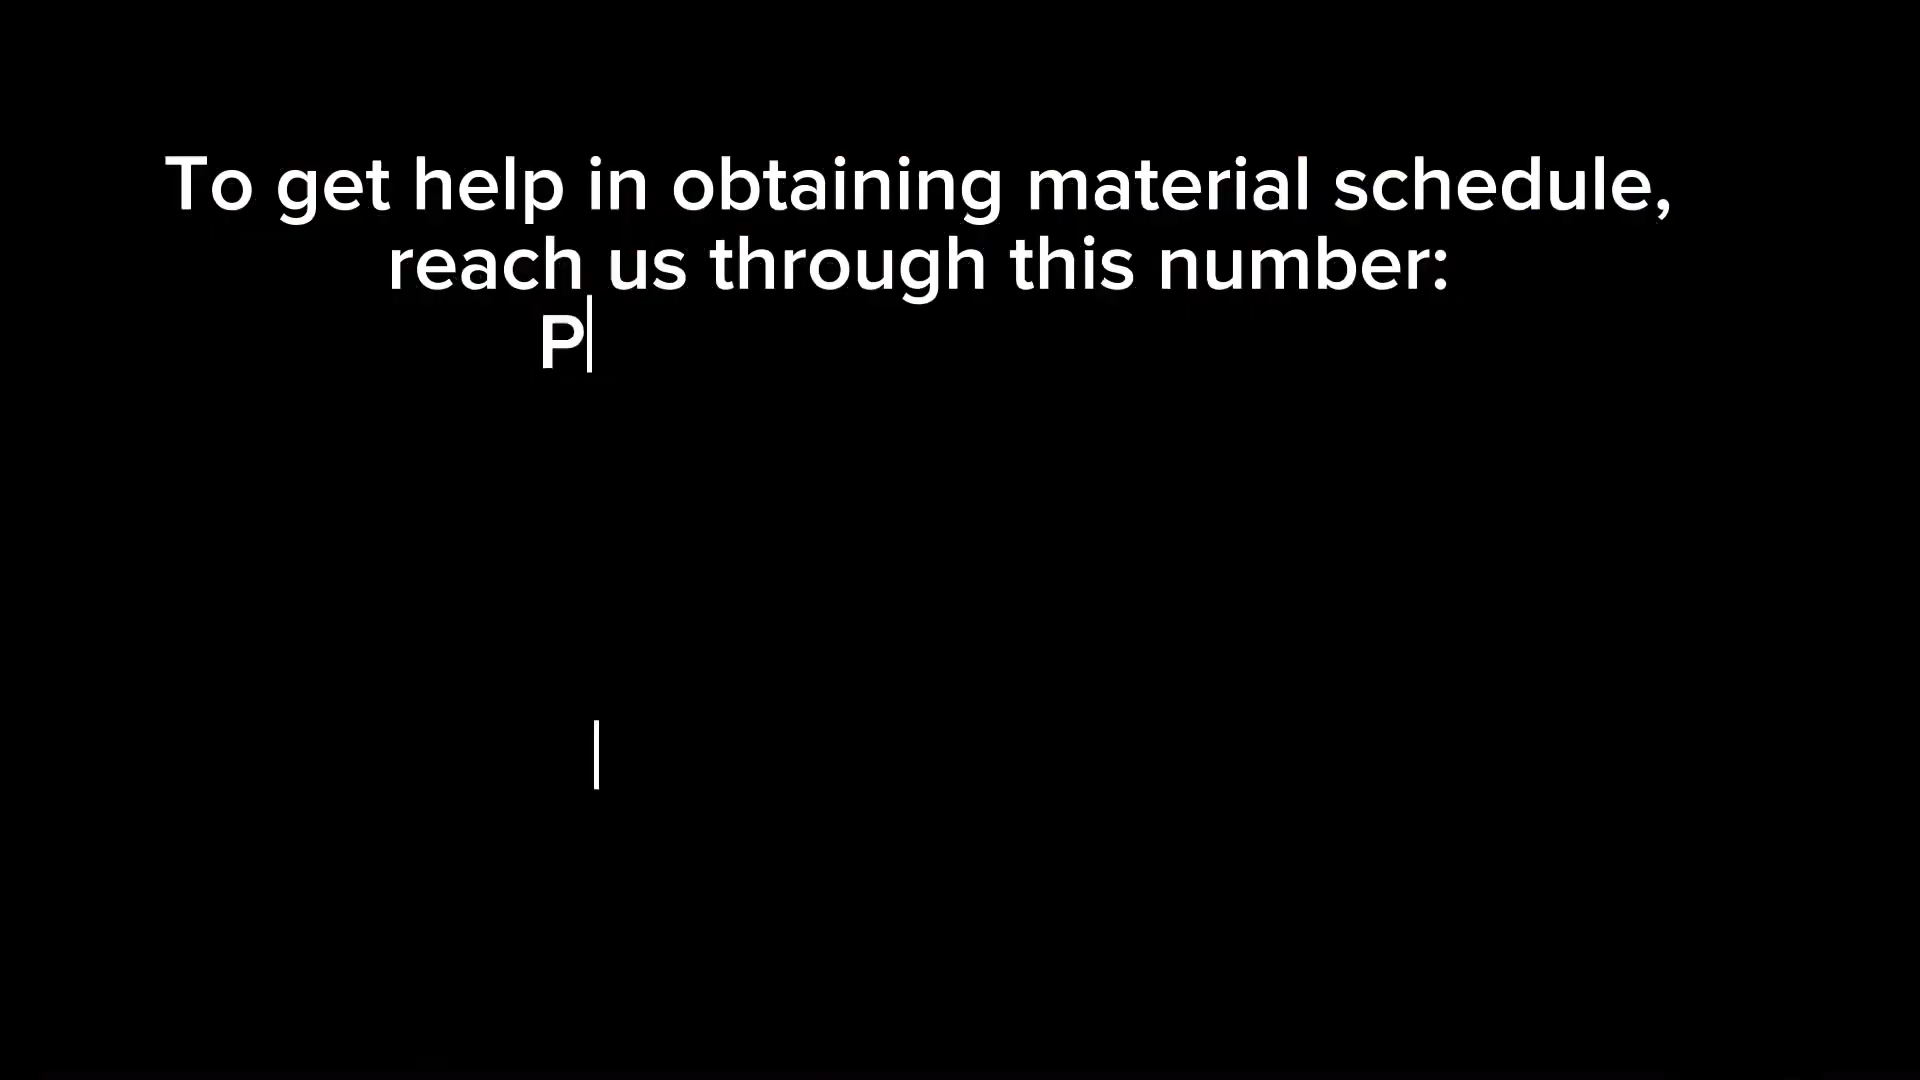 To get help in obtaining material schedule,
reach us through this number:
P